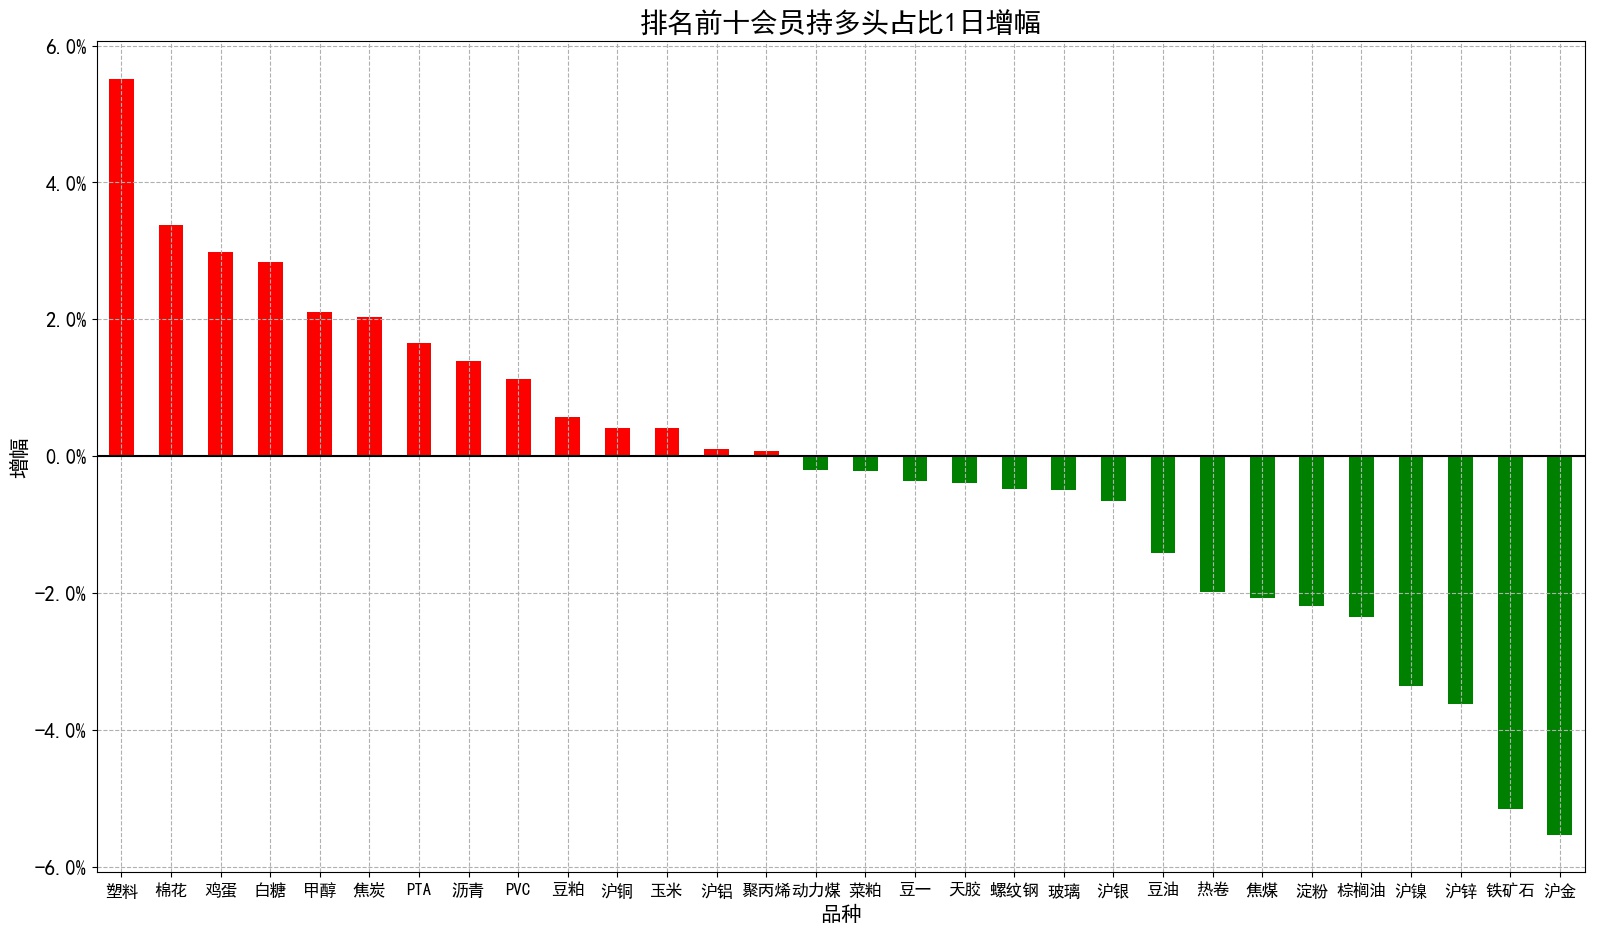 排名前十会员持多头占比1日增幅
6.0%
4.0%
2.0%
0.0%
-2.0%
-4.0%
-6.0%
增幅
塑料 棉花 鸡蛋 白糖 甲醇 焦炭 PTA 沥青 PVC 豆粕 沪铜 玉米 沪铝 聚丙烯 动力煤 菜粕 豆一 天胶 螺纹钢 玻璃 沪银 豆油 热卷 焦煤 淀粉 棕榈油 沪镍 沪锌 铁矿石 沪金
品种